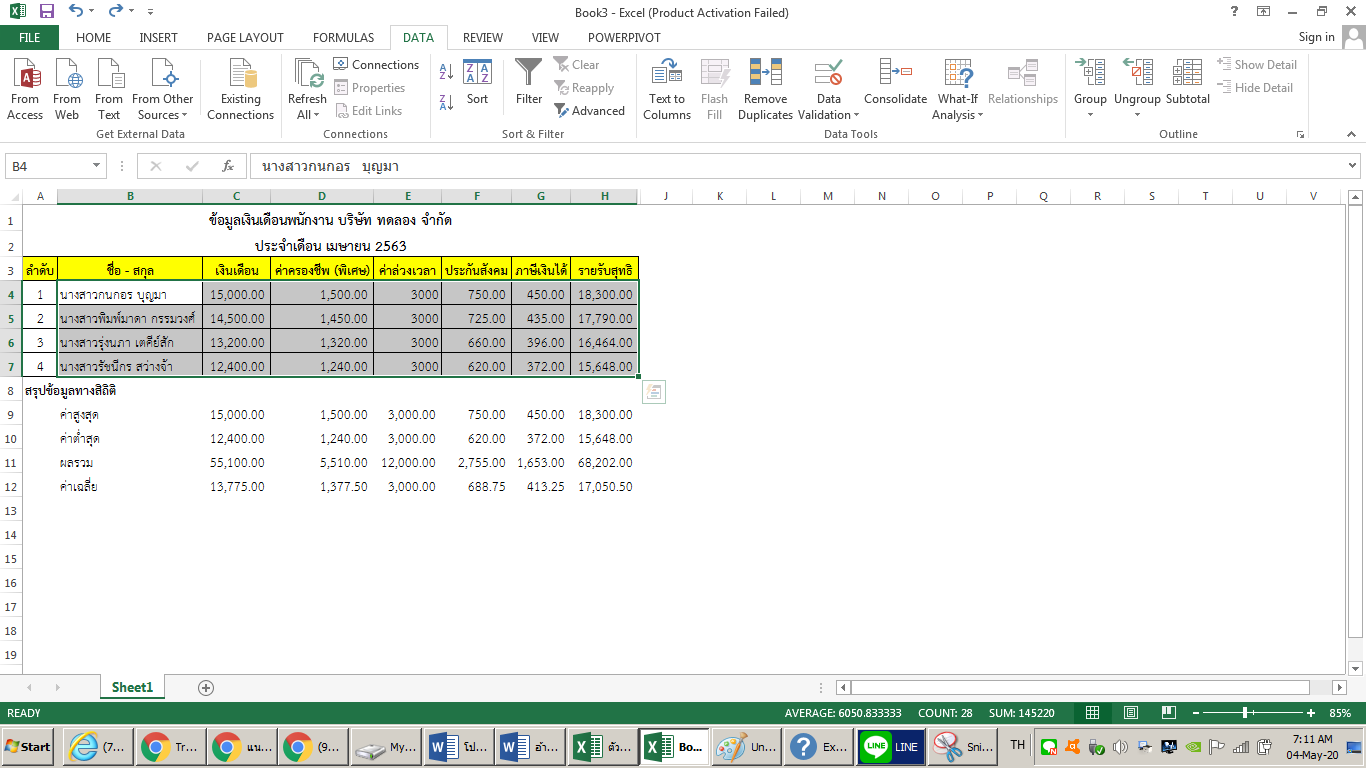 Book3 - Excel (Product Activation Failed)
FILE HOME INSERT PAGE LAYOUT FORMULAS DATA REVIEW VIEW POWERPIVOT Sign in
From Access From Web From Text From Other Sources Existing Connections
Get External Data
Refresh All Connections Properties Edit Links
Connections
Sort Filter Clear Reapply Advanced
Sort & Filter
Text to Columns Flash Fill Remove Duplicates Data Validation Consolidate What-If Analysis Relationships
Data Tools
Group Ungroup Subtotal Show Detail Hide Detail
Outline
B4 fx นางสาวกนกอร บุญมา
A B C D E F G H J K L M N O P Q R S T U V
1 ข้อมูลเงินเดือนพนักงาน บริษัท ทดลอง จำกัด
2 ประจำเดือน เมษายน 2563
3 ลำดับ ชื่อ - สกุล เงินเดือน ค่าครองชีพ (พิเศษ) ค่าล่วงเวลา ประกันสังคม ภาษีเงินได้ รายรับสุทธิ
4 1 นางสาวกนกอร บุญมา 15,000.00 1,500.00 3000 750.00 450.00 18,300.00
5 2 นางสาวพิมพ์มาดา กรรมวงศ์ 14,500.00 1,450.00 3000 725.00 435.00 17,790.00
6 3 นางสาวรุ่งนภา เตคีย์สัก 13,200.00 1,320.00 3000 660.00 396.00 16,464.00
7 4 นางสาวรัชนีกร สว่างจ้า 12,400.00 1,240.00 3000 620.00 372.00 15,648.00
8 สรุปข้อมูลทางสิถิติ
9 ค่าสูงสุด 15,000.00 1,500.00 3,000.00 750.00 450.00 18,300.00
10 ค่าต่ำสุด 12,400.00 1,240.00 3,000.00 620.00 372.00 15,648.00
11 ผลรวม 55,100.00 5,510.00 12,000.00 2,755.00 1,653.00 68,202.00
12 ค่าเฉลี่ย 13,775.00 1,377.50 3,000.00 688.75 413.25 17,050.50
13
14
15
16
17
18
19
Sheet1
READY AVERAGE: 6050.833333 COUNT: 28 SUM: 145220 85%
Start (7... Tr... แน... (9... My... โป... อำ... ตัว... Bo... Un... Ex... LINE LINE Sni... TH 7:11 AM
04-May-20